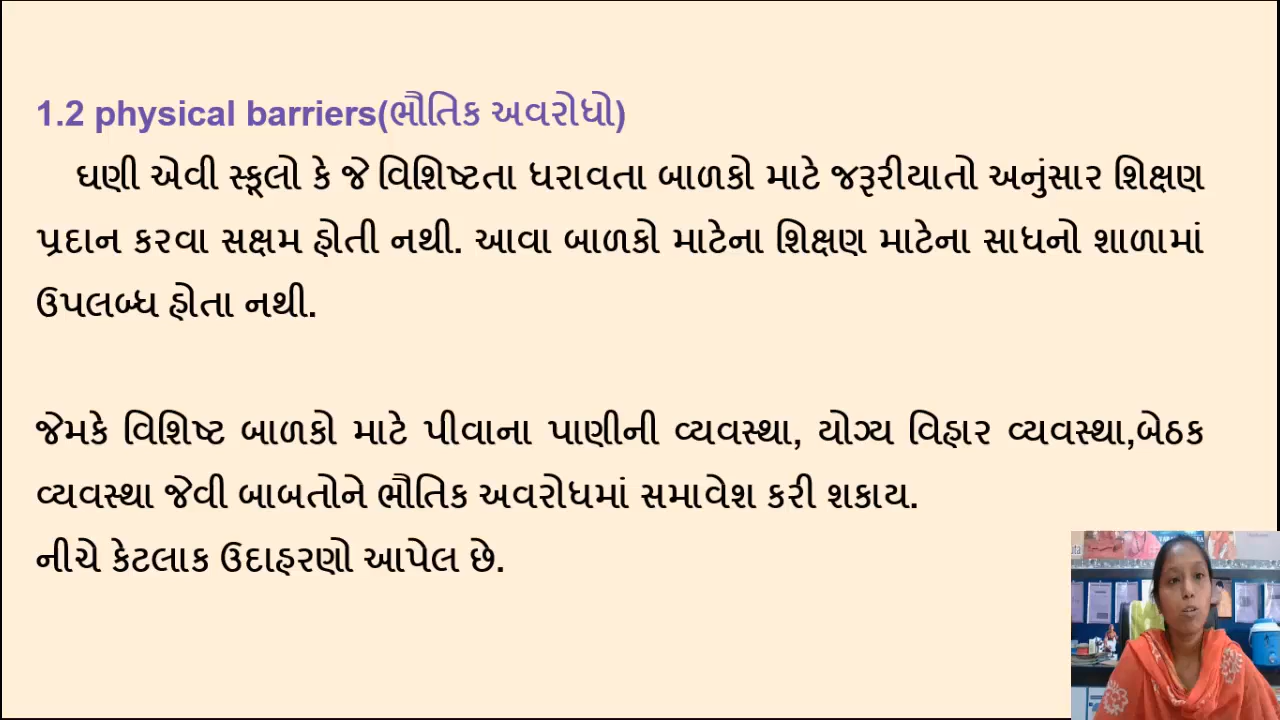 1.2 physical barriers(ભૌતિક અવરોધો)
ઘણી એવી સ્કૂલો કે જે વિશિષ્ટતા ધરાવતા બાળકો માટે જરૂરીયાતો અનુંસાર શિક્ષણ
પ્રદાન કરવા સક્ષમ હોતી નથી. આવા બાળકો માટેના શિક્ષણ માટેના સાધનો શાળામાં
ઉપલબ્ધ હોતા નથી.
જેમકે વિશિષ્ટ બાળકો માટે પીવાના પાણીની વ્યવસ્થા, યોગ્ય વિહાર વ્યવસ્થા,બેઠક
વ્યવસ્થા જેવી બાબતોને ભૌતિક અવરોધમાં સમાવેશ કરી શકાય.
નીચે કેટલાક ઉદાહરણો આપેલ છે.